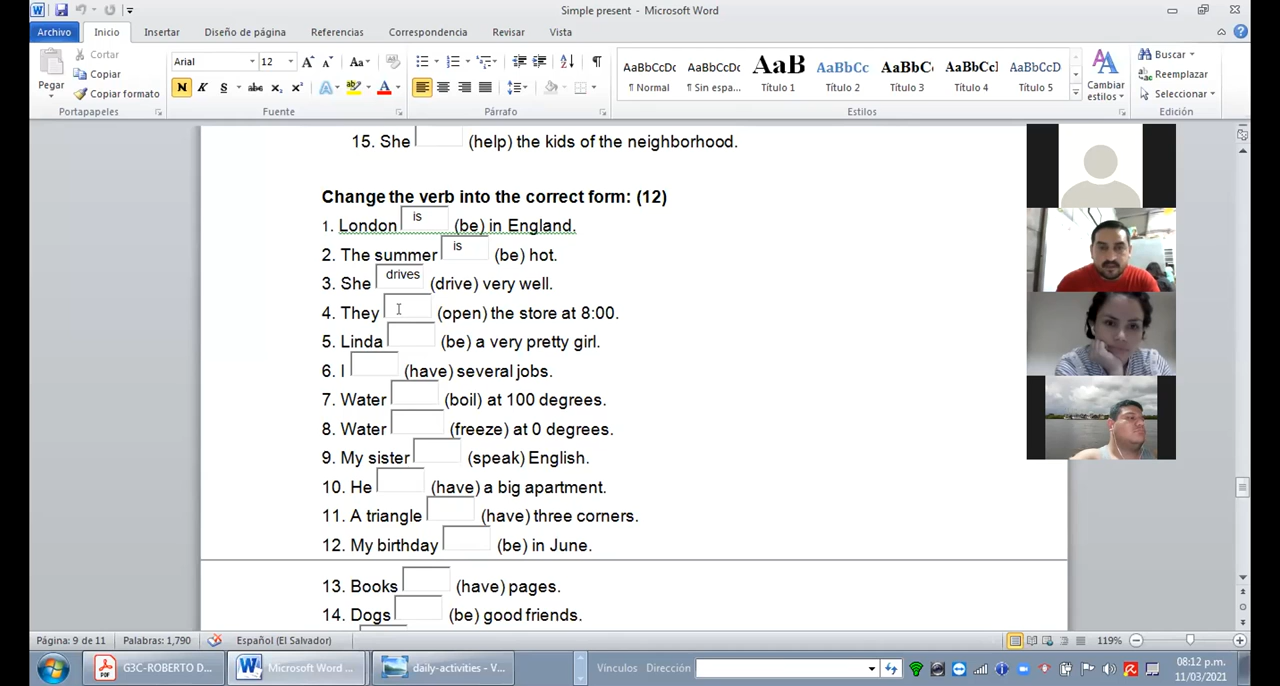 Simple present - Microsoft Word
Archivo Inicio Insertar Diseño de página Referencias Correspondencia Revisar Vista
Pegar
Cortar
Copiar
Copiar formato
Arial 12
Portapapeles Fuente Párrafo Estilos Edición
AaBbCcDc AaBbCcDc AaB AaBbCc AaBbC AaBbCcI AaBbCcD
¶ Normal ¶ Sin espa... Título 1 Título 2 Título 3 Título 4 Título 5
Cambiar estilos
Buscar
Reemplazar
Seleccionar
15. She (help) the kids of the neighborhood.
Change the verb into the correct form: (12)
1. London is (be) in England.
2. The summer is (be) hot.
3. She drives (drive) very well.
4. They (open) the store at 8:00.
5. Linda (be) a very pretty girl.
6. I (have) several jobs.
7. Water (boil) at 100 degrees.
8. Water (freeze) at 0 degrees.
9. My sister (speak) English.
10. He (have) a big apartment.
11. A triangle (have) three corners.
12. My birthday (be) in June.
13. Books (have) pages.
14. Dogs (be) good friends.
Página: 9 de 11 Palabras: 1,790 Español (El Salvador) 119%
G3C-ROBERTO D... Microsoft Word ... daily-activities - V... Vínculos Dirección 08:12 p.m.
11/03/2021